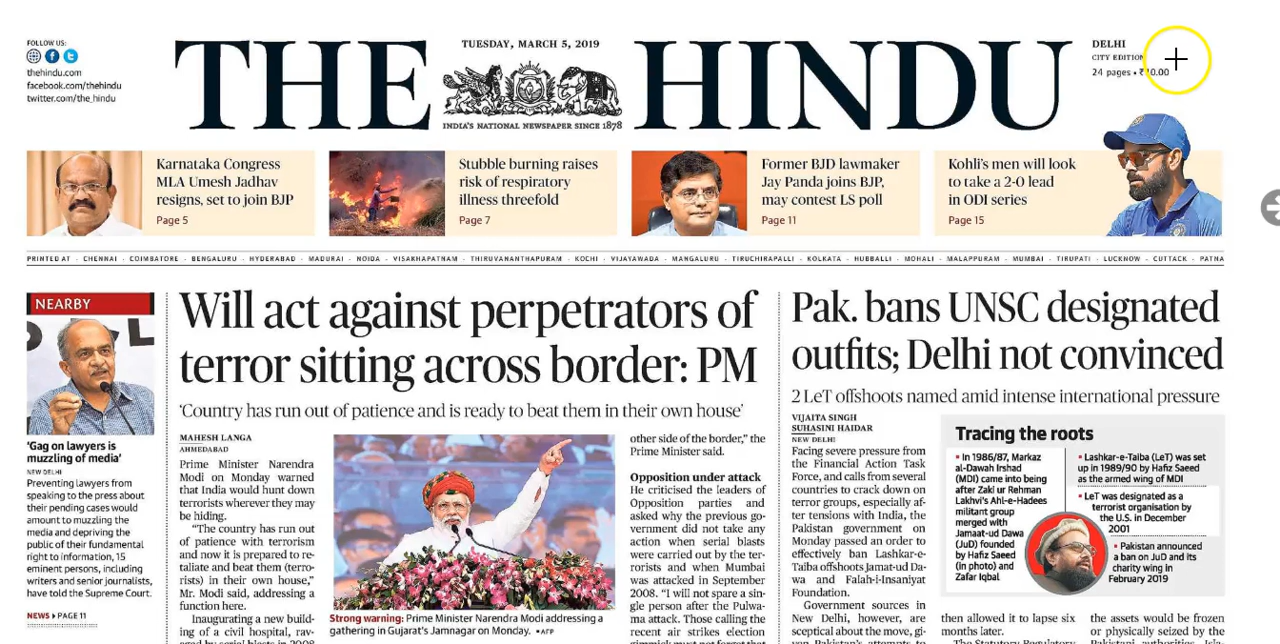 FOLLOW US:
thehindu.com
facebook.com/thehindu
twitter.com/the_hindu
TUESDAY, MARCH 5, 2019
THE HINDU
INDIA'S NATIONAL NEWSPAPER SINCE 1878
DELHI
CITY EDITION
24 pages • ₹10.00
Karnataka Congress
MLA Umesh Jadhav
resigns, set to join BJP
Page 5
Stubble burning raises
risk of respiratory
illness threefold
Page 7
Former BJD lawmaker
Jay Panda joins BJP,
may contest LS poll
Page 11
Kohli's men will look
to take a 2-0 lead
in ODI series
Page 15
PRINTED AT • CHENNAI • COIMBATORE • BENGALURU • HYDERABAD • MADURAI • NOIDA • VISAKHAPATNAM • THIRUVANANTHAPURAM • KOCHI • VIJAYAWADA • MANGALURU • TIRUCHIRAPALLI • KOLKATA • HUBBALLI • MOHALI • MALAPPURAM • MUMBAI • TIRUPATI • LUCKNOW • CUTTACK • PATNA
NEARBY
'Gag on lawyers is
muzzling of media'
NEW DELHI
Preventing lawyers from
speaking to the press about
their pending cases would
amount to muzzling the
media and depriving the
public of their fundamental
right to information, 15
eminent persons, including
writers and senior journalists,
have told the Supreme Court.
NEWS ▸ PAGE 11
Will act against perpetrators of
terror sitting across border: PM
'Country has run out of patience and is ready to beat them in their own house'
MAHESH LANGA
AHMEDABAD
Prime Minister Narendra
Modi on Monday warned
that India would hunt down
terrorists wherever they may
be hiding.
"The country has run out
of patience with terrorism
and now it is prepared to re-
taliate and beat them (terro-
rists) in their own house,"
Mr. Modi said, addressing a
function here.
Inaugurating a new build-
ing of a civil hospital, rav-
aged by serial blasts in 2008
Strong warning: Prime Minister Narendra Modi addressing a
gathering in Gujarat's Jamnagar on Monday. • AFP
other side of the border," the
Prime Minister said.
Opposition under attack
He criticised the leaders of
Opposition parties and
asked why the previous go-
vernment did not take any
action when serial blasts
were carried out by the ter-
rorists and when Mumbai
was attacked in September
2008. "I will not spare a sin-
gle person after the Pulwa-
ma attack. Those calling the
recent air strikes election
Pak. bans UNSC designated
outfits; Delhi not convinced
2 LeT offshoots named amid intense international pressure
VIJAITA SINGH
SUHASINI HAIDAR
NEW DELHI
Facing severe pressure from
the Financial Action Task
Force, and calls from several
countries to crack down on
terror groups, especially af-
ter tensions with India, the
Pakistan government on
Monday passed an order to
effectively ban Lashkar-e-
Taiba offshoots Jamat-ud Da-
wa and Falah-i-Insaniyat
Foundation.
Government sources in
New Delhi, however, are
sceptical about the move, gi-
Tracing the roots
• In 1986/87, Markaz
al-Dawah Irshad
(MDI) came into being
after Zaki ur Rehman
Lakhvi's Ahl-e-Hadees
militant group
merged with
Jamaat-ud Dawa
(JuD) founded
by Hafiz Saeed
(in photo) and
Zafar Iqbal
• Lashkar-e-Taiba (LeT) was set
up in 1989/90 by Hafiz Saeed
as the armed wing of MDI
• LeT was designated as a
terrorist organisation by
the U.S. in December
2001
• Pakistan announced
a ban on JuD and its
charity wing in
February 2019
then allowed it to lapse six
months later.
the assets would be frozen
or physically seized by the